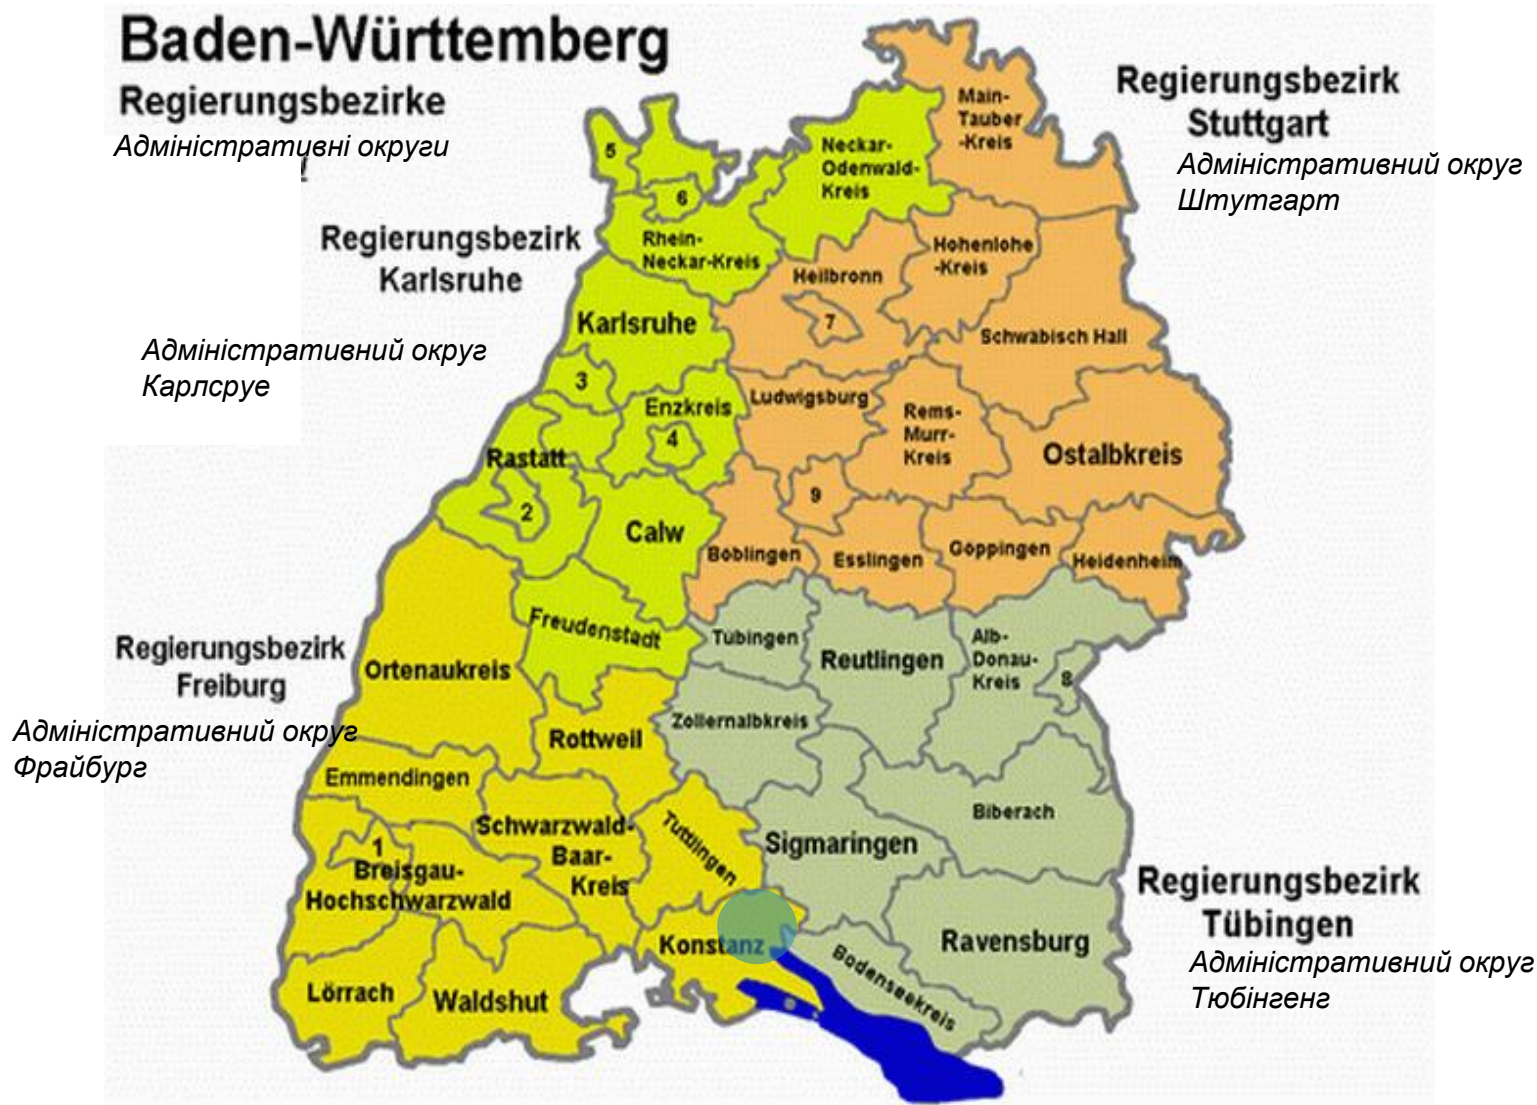 Baden-Württemberg
Regierungsbezirke
Адміністративні округи
Regierungsbezirk
Stuttgart
Адміністративний округ
Штутгарт
Regierungsbezirk
Karlsruhe
Адміністративний округ
Карлсруе
Main-
Tauber
-Kreis
Neckar-
Odenwald-
Kreis
5
6
Rhein-
Neckar-Kreis
Hohenlohe
-Kreis
Heilbronn
7
Karlsruhe
Schwäbisch Hall
3
Enzkreis
4
Ludwigsburg
Rems-
Murr-
Kreis
Ostalbkreis
Rastatt
2
9
Calw
Böblingen
Esslingen
Göppingen
Heidenheim
Freudenstadt
Tübingen
Reutlingen
Alb-
Donau-
Kreis
8
Regierungsbezirk
Freiburg
Адміністративний округ
Фрайбург
Ortenaukreis
Rottweil
Zollernalbkreis
Emmendingen
Schwarzwald-
Baar-
Kreis
Tuttlingen
Sigmaringen
Biberach
1
Breisgau-
Hochschwarzwald
Konstanz
Bodenseekreis
Ravensburg
Lörrach
Waldshut
Regierungsbezirk
Tübingen
Адміністративний округ
Тюбінгенг